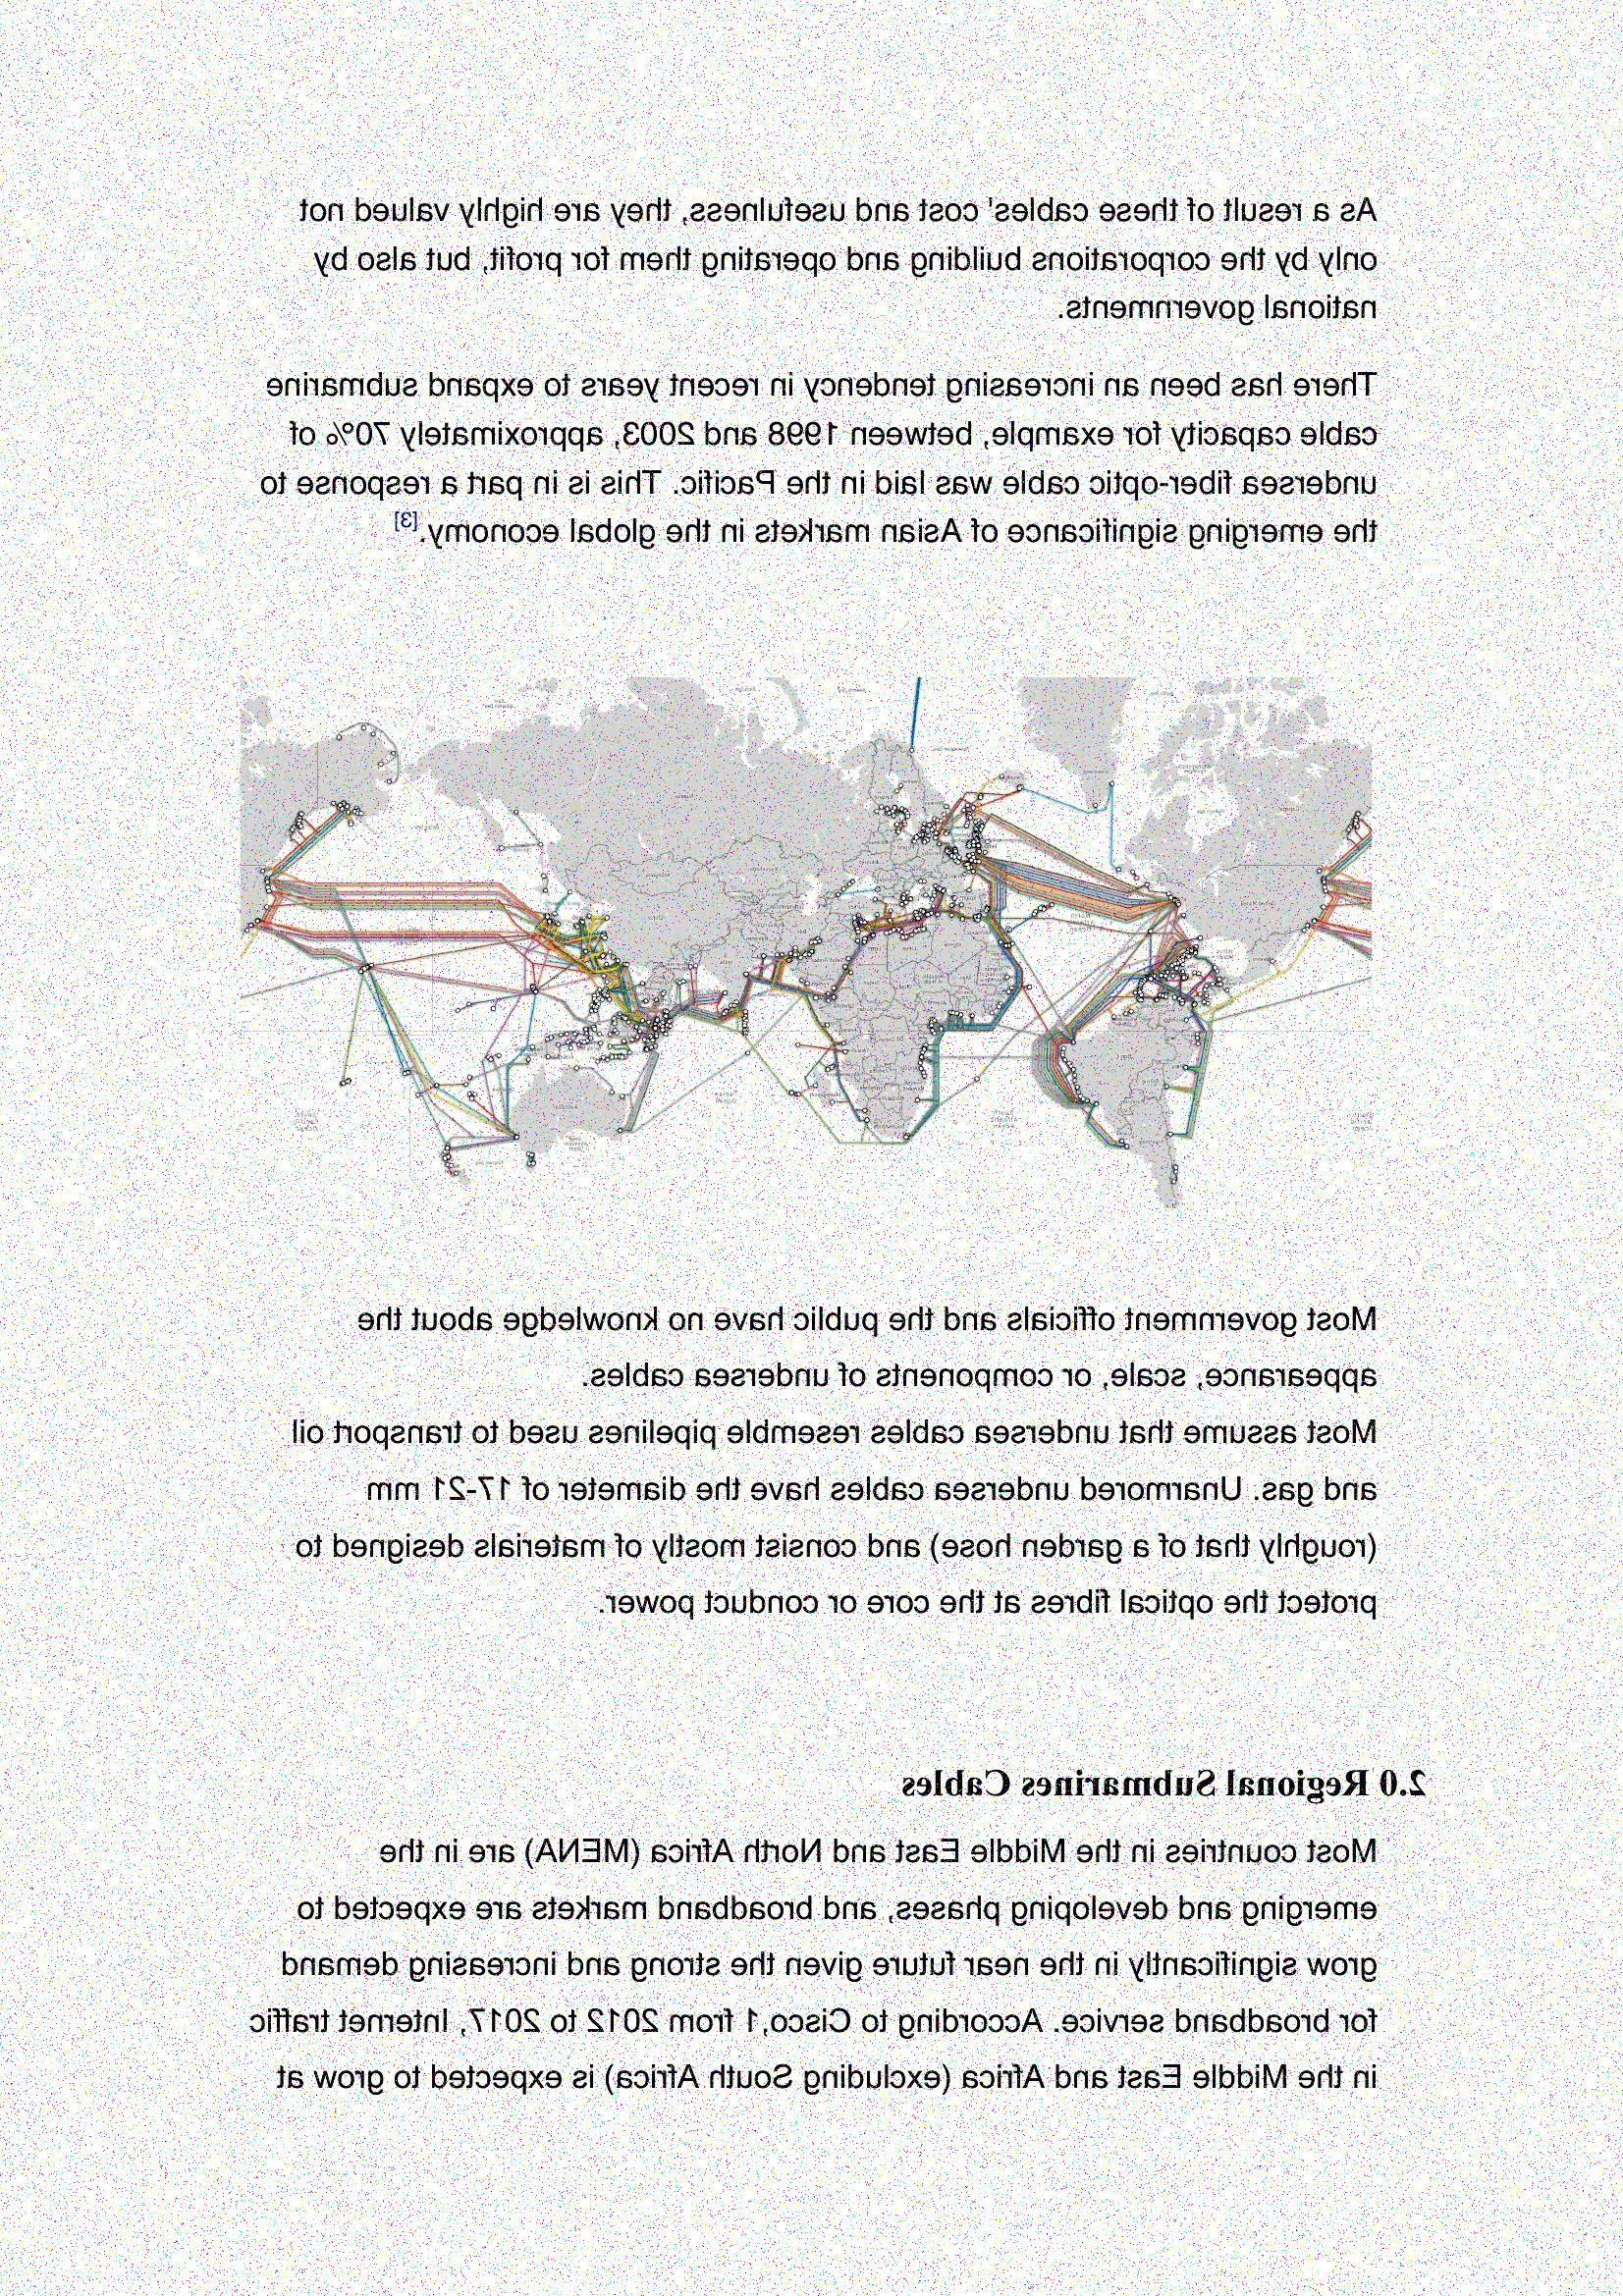 As a result of these cables' cost and usefulness, they are highly valued not
only by the corporations building and operating them for profit, but also by
national governments.
There has been an increasing tendency in recent years to expand submarine
cable capacity for example, between 1998 and 2003, approximately 70% of
undersea fiber-optic cable was laid in the Pacific. This is in part a response to
the emerging significance of Asian markets in the global economy.[3]
Most government officials and the public have no knowledge about the
appearance, scale, or components of undersea cables.
Most assume that undersea cables resemble pipelines used to transport oil
and gas. Unarmored undersea cables have the diameter of 17-21 mm
(roughly that of a garden hose) and consist mostly of materials designed to
protect the optical fibres at the core or conduct power.
2.0 Regional Submarines Cables
Most countries in the Middle East and North Africa (MENA) are in the
emerging and developing phases, and broadband markets are expected to
grow significantly in the near future given the strong and increasing demand
for broadband service. According to Cisco,1 from 2012 to 2017, Internet traffic
in the Middle East and Africa (excluding South Africa) is expected to grow at